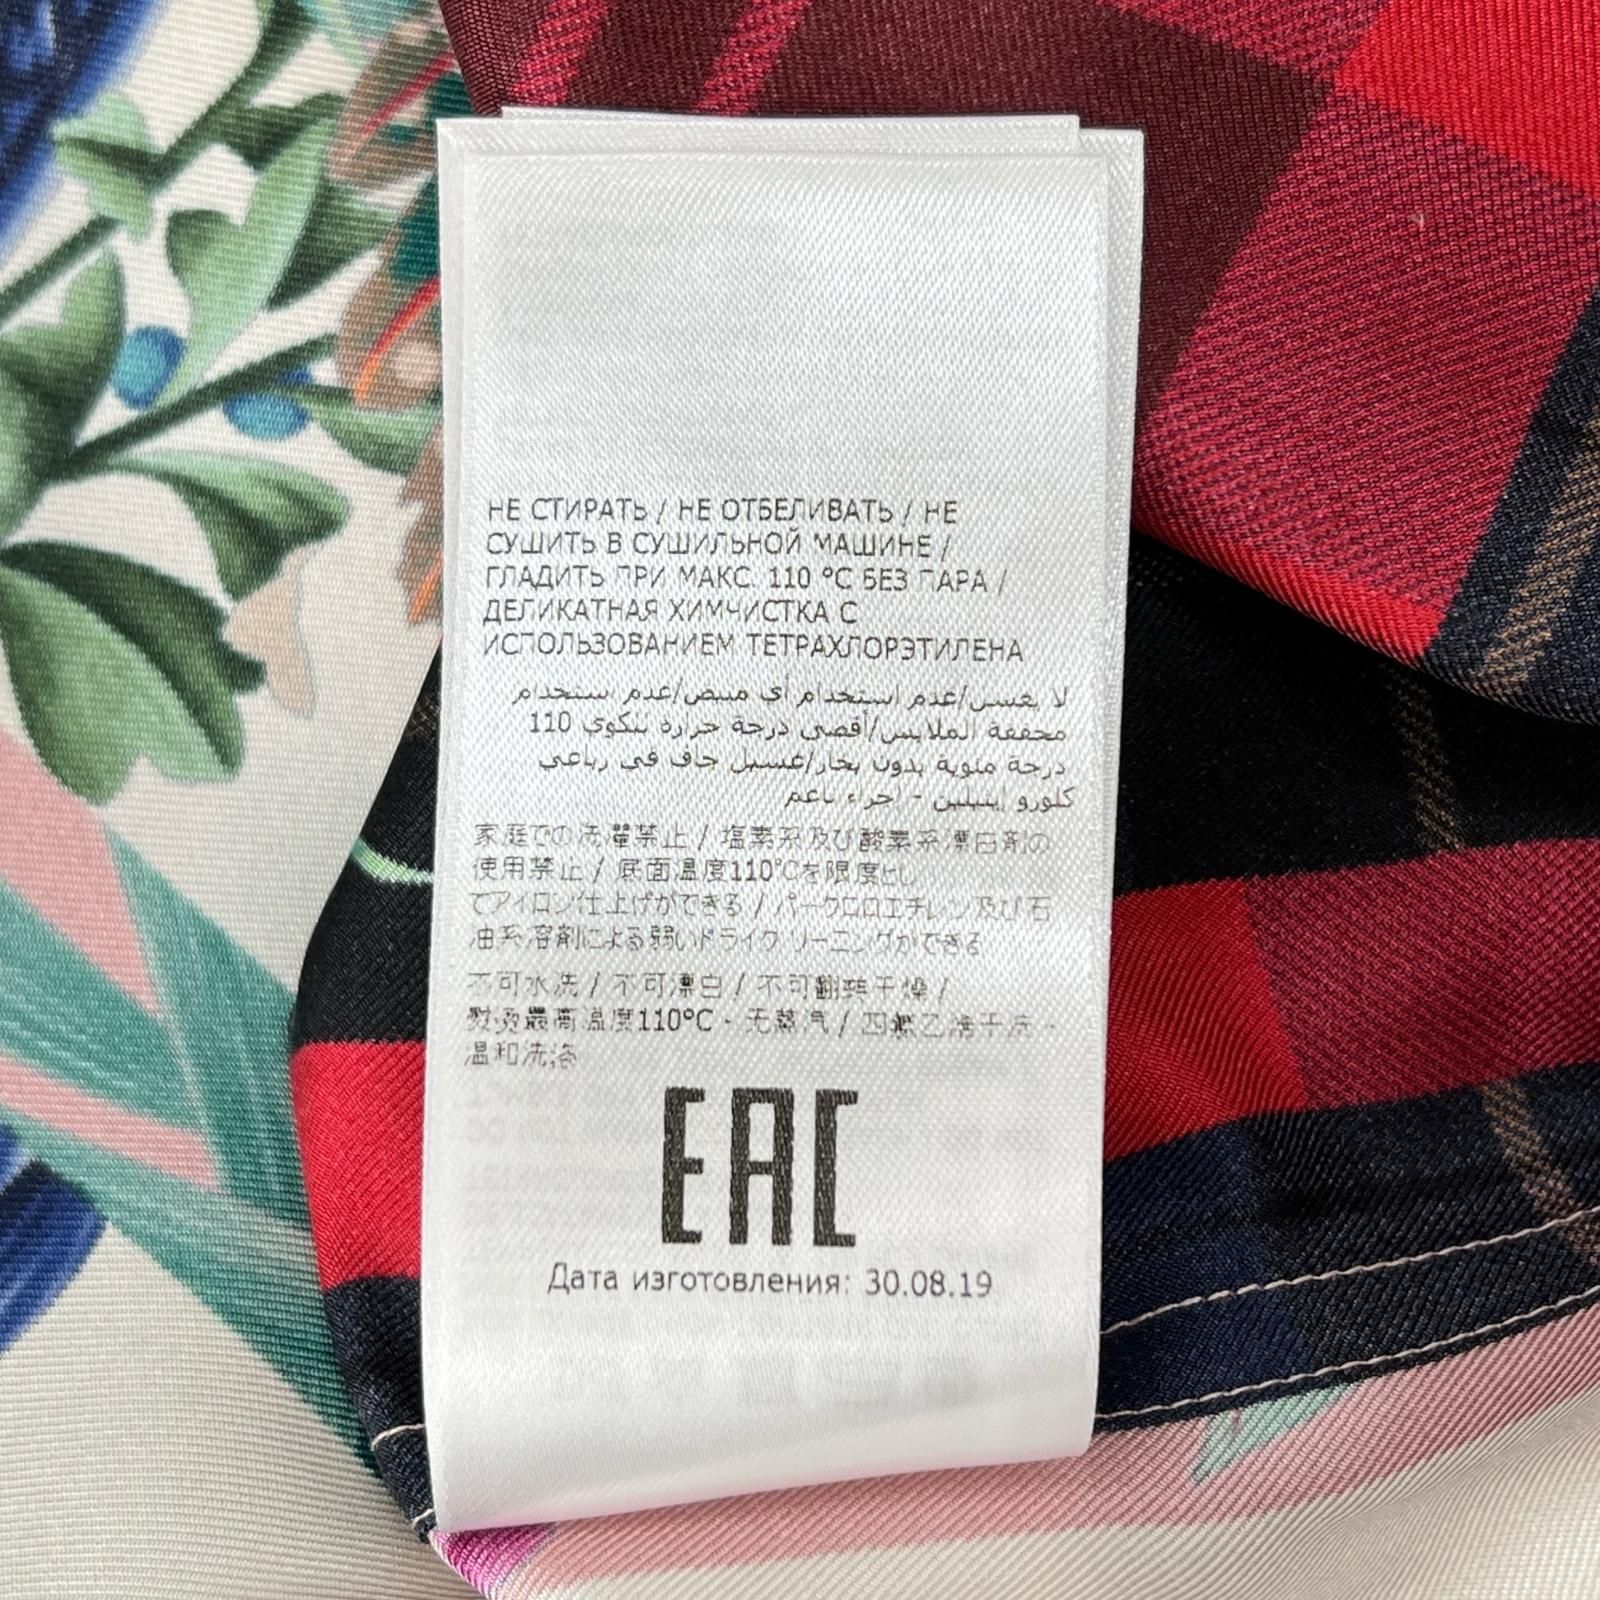 НЕ СТИРАТЬ / НЕ ОТБЕЛИВАТЬ / НЕ
СУШИТЬ В СУШИЛЬНОЙ МАШИНЕ /
ГЛАДИТЬ ПРИ МАКС. 110 °C БЕЗ ПАРА /
ДЕЛИКАТНАЯ ХИМЧИСТКА С
ИСПОЛЬЗОВАНИЕМ ТЕТРАХЛОРЭТИЛЕНА
لا يغسل/عدم استخدام أي مبيض/عدم استخدام
مجففة الملابس/أقصى درجة حرارة للكوي 110
درجة مئوية بدون بخار/غسيل جاف في رباعي
كلورو إيثيلين - إجراء ناعم
家庭での洗濯禁止 / 塩素系及び酸素系漂白剤の
使用禁止 / 底面温度110℃を限度とし
てアイロン仕上げができる / パークロロエチレン及び石
油系溶剤による弱いドライクリーニングができる
不可水洗 / 不可漂白 / 不可翻转干燥 /
熨烫最高温度110°C - 无蒸汽 / 四氯乙烯干洗 -
温和洗涤
EAC
Дата изготовления: 30.08.19